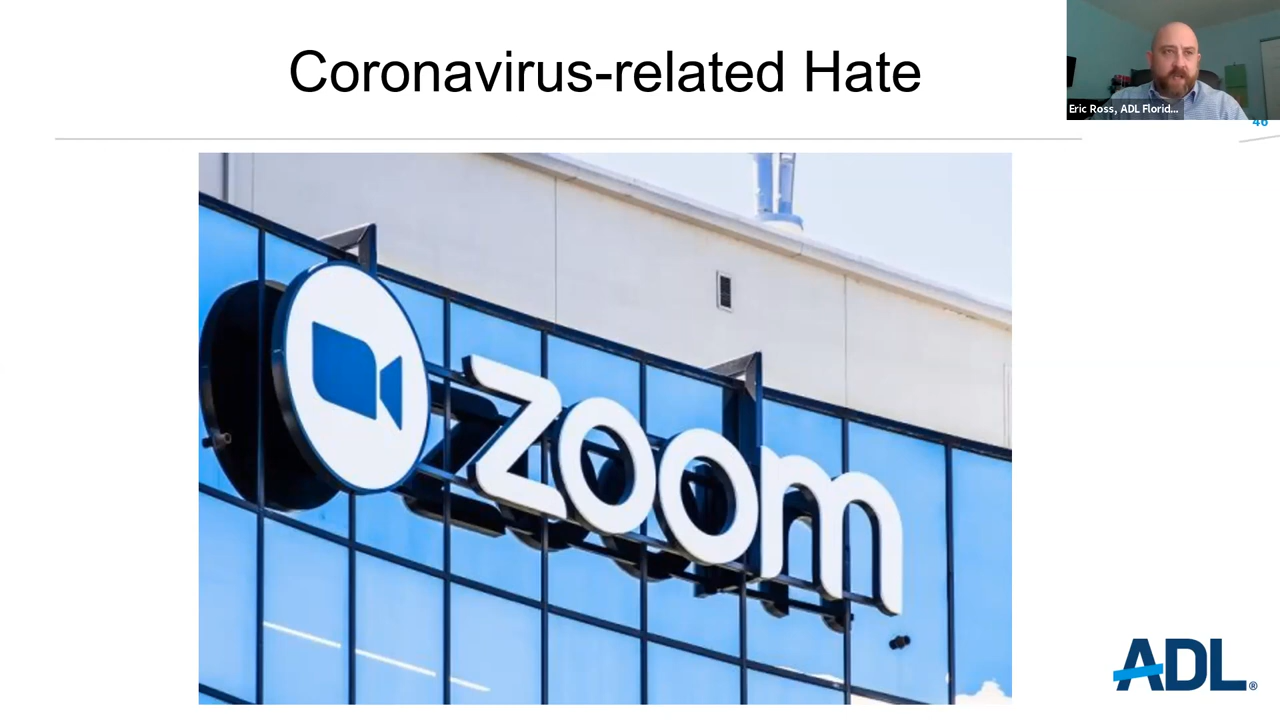 Coronavirus-related Hate
Eric Ross, ADL Florid...
46
zoom
ADL®